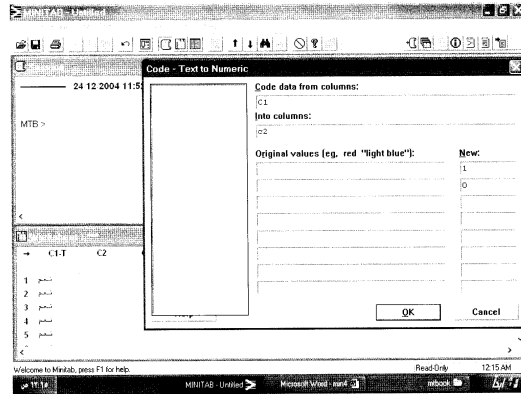 MINITAB - Untitled
Code - Text to Numeric
24 12 2004 11:5
MTB >
Code data from columns:
C1
Into columns:
c2
Original values (eg, red "light blue"):
New:
1
0
OK
Cancel
→ C1-T C2
1
2
3
4
5
Welcome to Minitab, press F1 for help.
Read-Only
12:15 AM
MINITAB - Untitled
Microsoft Word - min4
mtbook